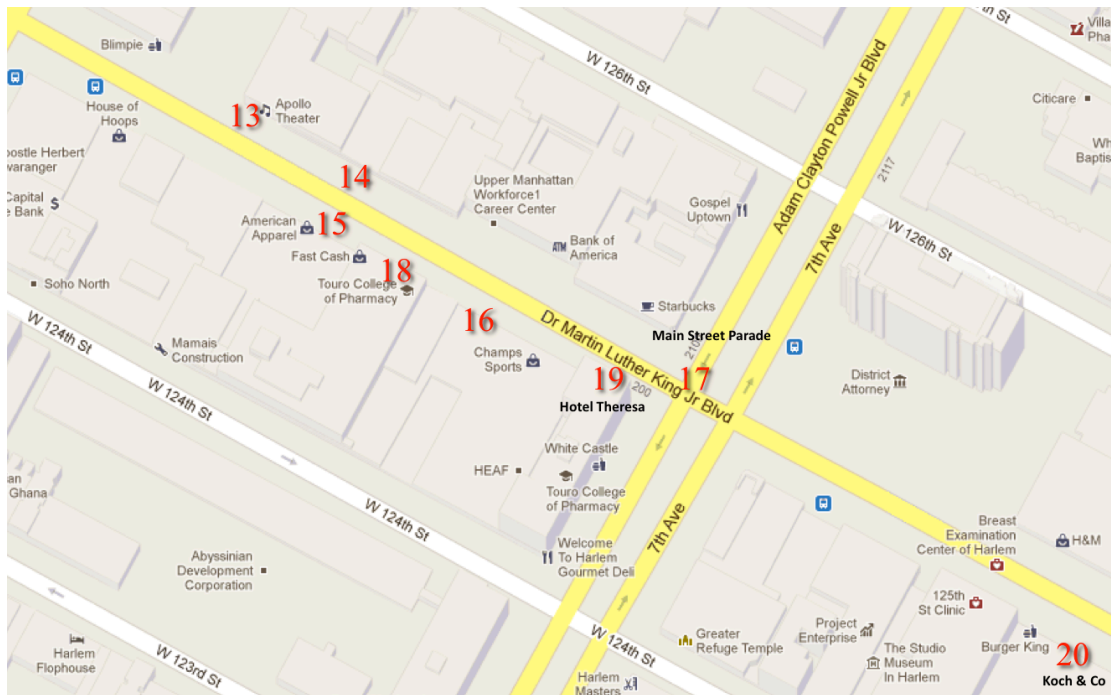 Blimpie
House of
Hoops
13
Apollo
Theater
W 126th St
Adam Clayton Powell Jr Blvd
Citicare
2117
14
Upper Manhattan
Workforce1
Career Center
Gospel
Uptown
American
Apparel
15
Fast Cash
Bank of
America
ATM
7th Ave
W 126th St
Capital
Bank
$
Soho North
18
Touro College
of Pharmacy
16
Starbucks
Dr Martin Luther King Jr Blvd
Main Street Parade
210
W 124th St
Mamais
Construction
Champs
Sports
19
200
17
Hotel Theresa
District
Attorney
W 124th St
White Castle
HEAF
Touro College
of Pharmacy
Ghana
W 124th St
7th Ave
Welcome
To Harlem
Gourmet Deli
Breast
Examination
Center of Harlem
H&M
Abyssinian
Development
Corporation
125th
St Clinic
Harlem
Flophouse
W 123rd St
W 124th St
Greater
Refuge Temple
Project
Enterprise
The Studio
Museum
In Harlem
Burger King
20
Koch & Co
Harlem
Masters